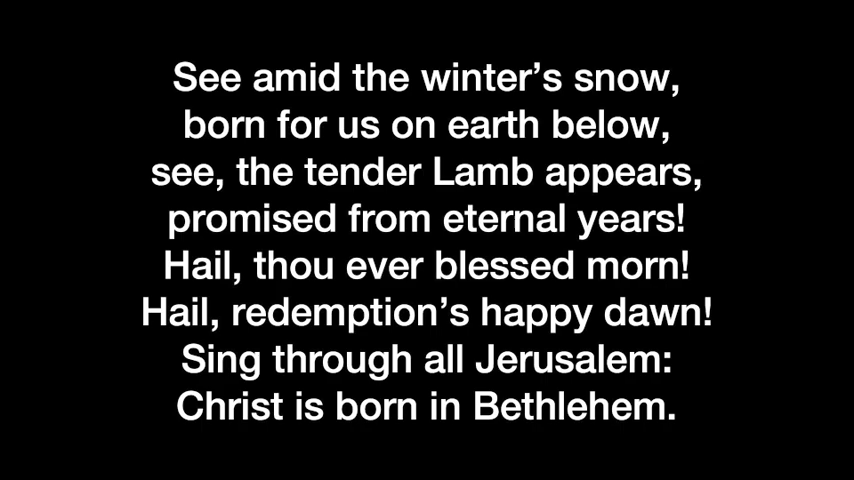 See amid the winter’s snow,
born for us on earth below,
see, the tender Lamb appears,
promised from eternal years!
Hail, thou ever blessed morn!
Hail, redemption’s happy dawn!
Sing through all Jerusalem:
Christ is born in Bethlehem.